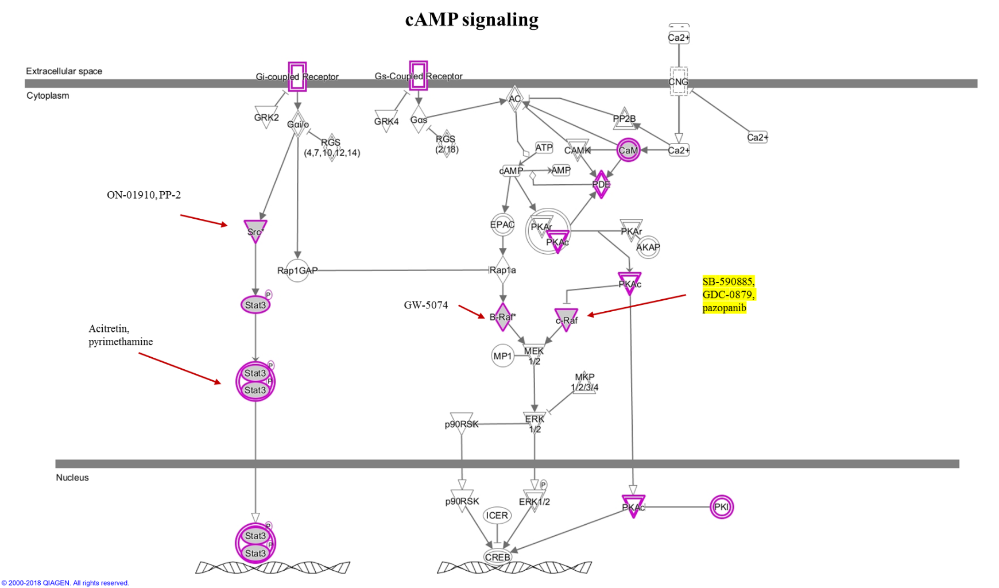 cAMP signaling
Ca2+
Extracellular space
Gi-coupled Receptor
Gs-Coupled Receptor
CNG
Cytoplasm
AC
GRK2
Gαi/o
GRK4
Gαs
PP2B
RGS
(4,7,10,12,14)
RGS
(2/18)
Ca2+
ATP
CAMK
CaM
Ca2+
cAMP
AMP
PDE
ON-01910, PP-2
EPAC
PKAr
PKAc
PKAr
AKAP
Src*
Rap1GAP
Rap1a
PKAc
SB-590885,
GDC-0879,
pazopanib
P
Stat3
GW-5074
B-Raf*
c-Raf
Acitretin,
pyrimethamine
MP1
MEK
1/2
P
Stat3
P
Stat3
MKP
1/2/3/4
p90RSK
ERK
1/2
Nucleus
P
p90RSK
ERK1/2
PKAc
PKI
ICER
P
Stat3
P
Stat3
CREB
© 2000-2018 QIAGEN. All rights reserved.